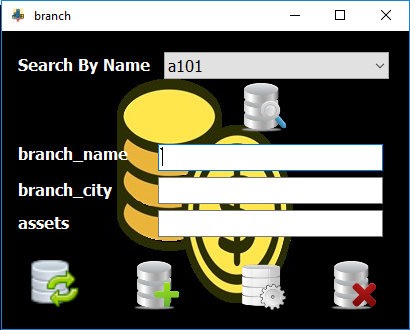 branch
Search By Name a101
branch_name
branch_city
assets